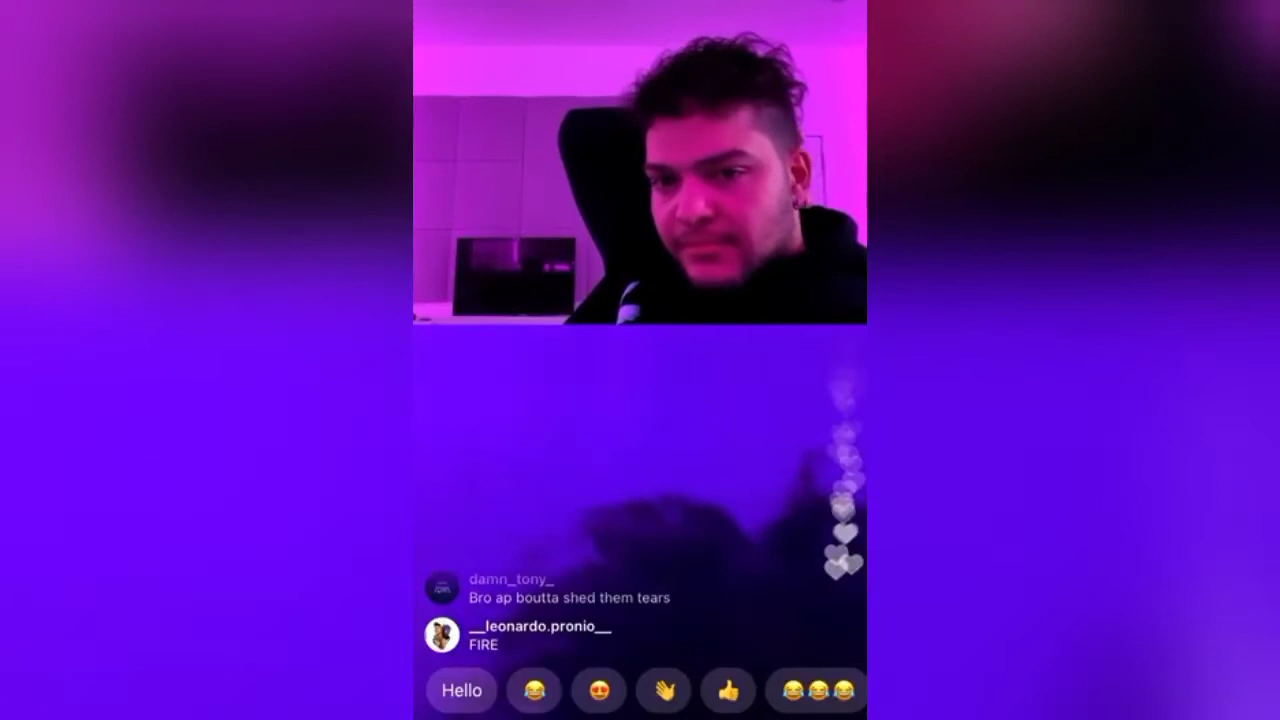 damn_tony_
Bro ap boutta shed them tears
__leonardo.pronio__
FIRE
Hello